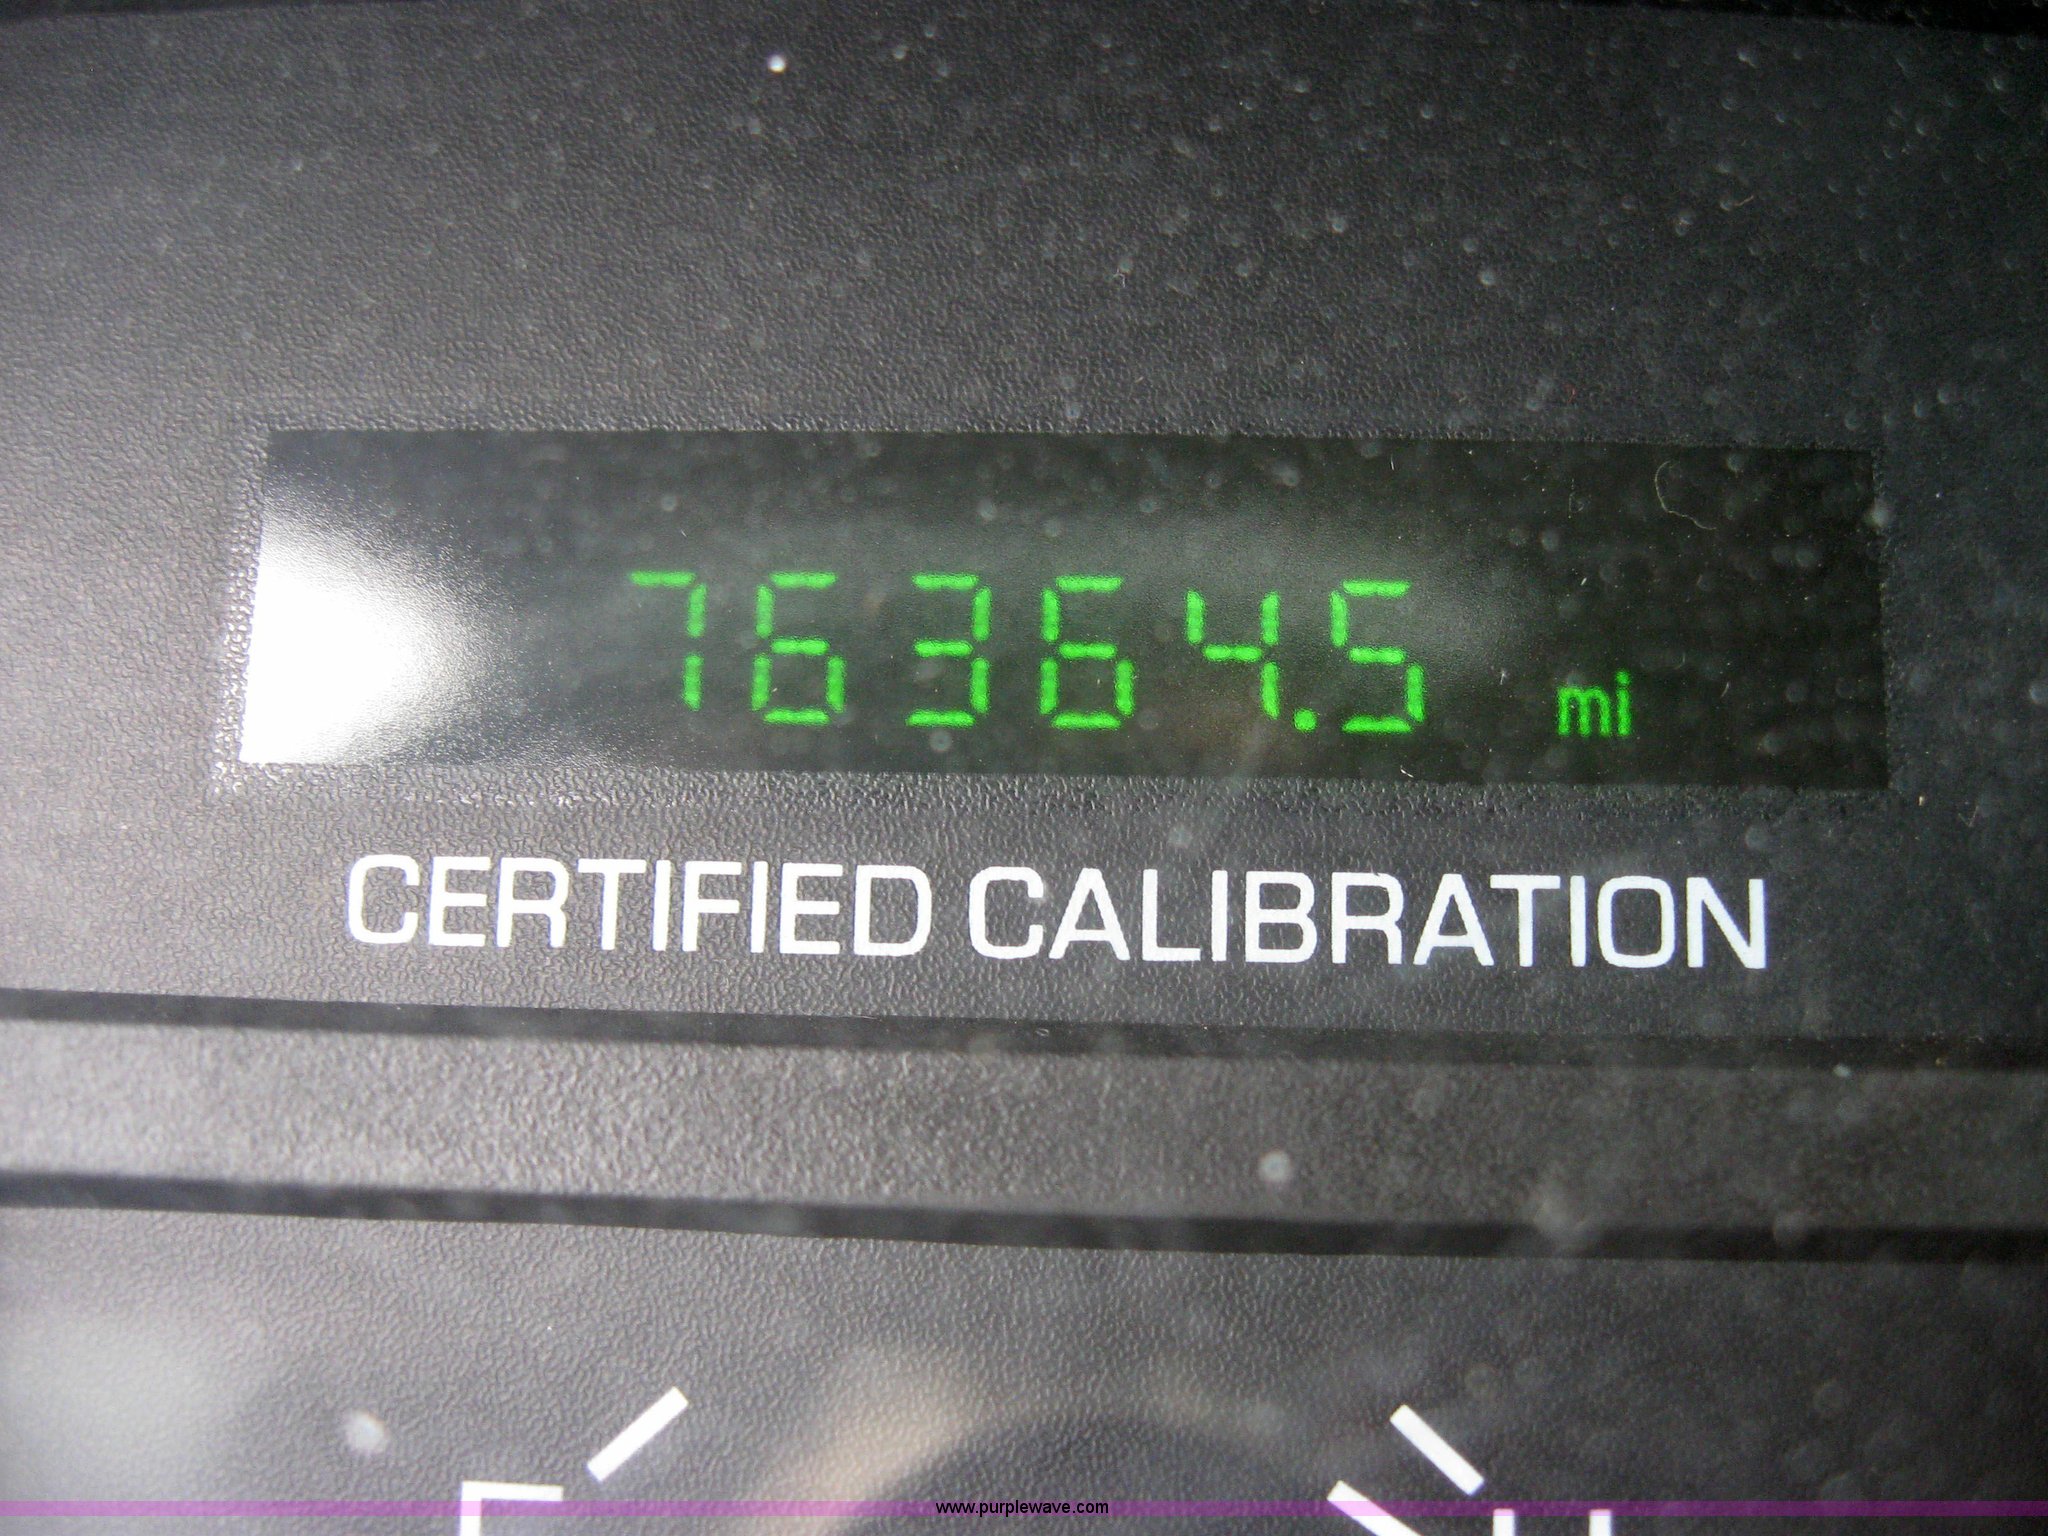 76364.5 mi
CERTIFIED CALIBRATION
www.purplewave.com